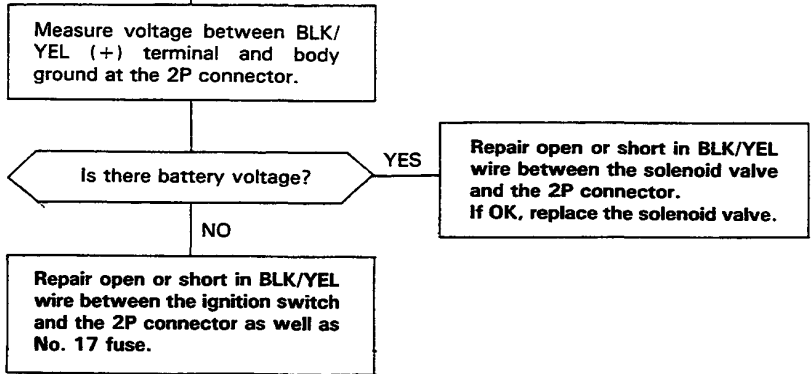 Measure voltage between BLK/
YEL (+) terminal and body
ground at the 2P connector.
Is there battery voltage?
YES
Repair open or short in BLK/YEL
wire between the solenoid valve
and the 2P connector.
If OK, replace the solenoid valve.
NO
Repair open or short in BLK/YEL
wire between the ignition switch
and the 2P connector as well as
No. 17 fuse.